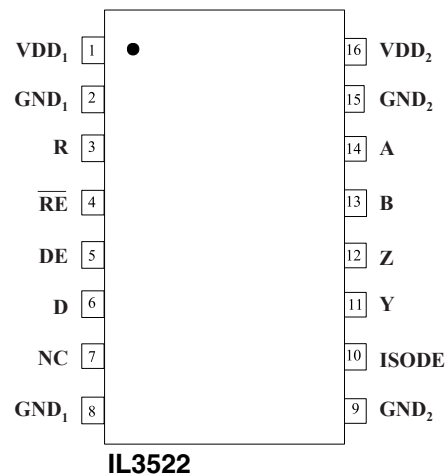 VDD₁ 1 16 VDD₂
GND₁ 2 15 GND₂
R 3 14 A
R̅E̅ 4 13 B
DE 5 12 Z
D 6 11 Y
NC 7 10 ISODE
GND₁ 8 9 GND₂
IL3522